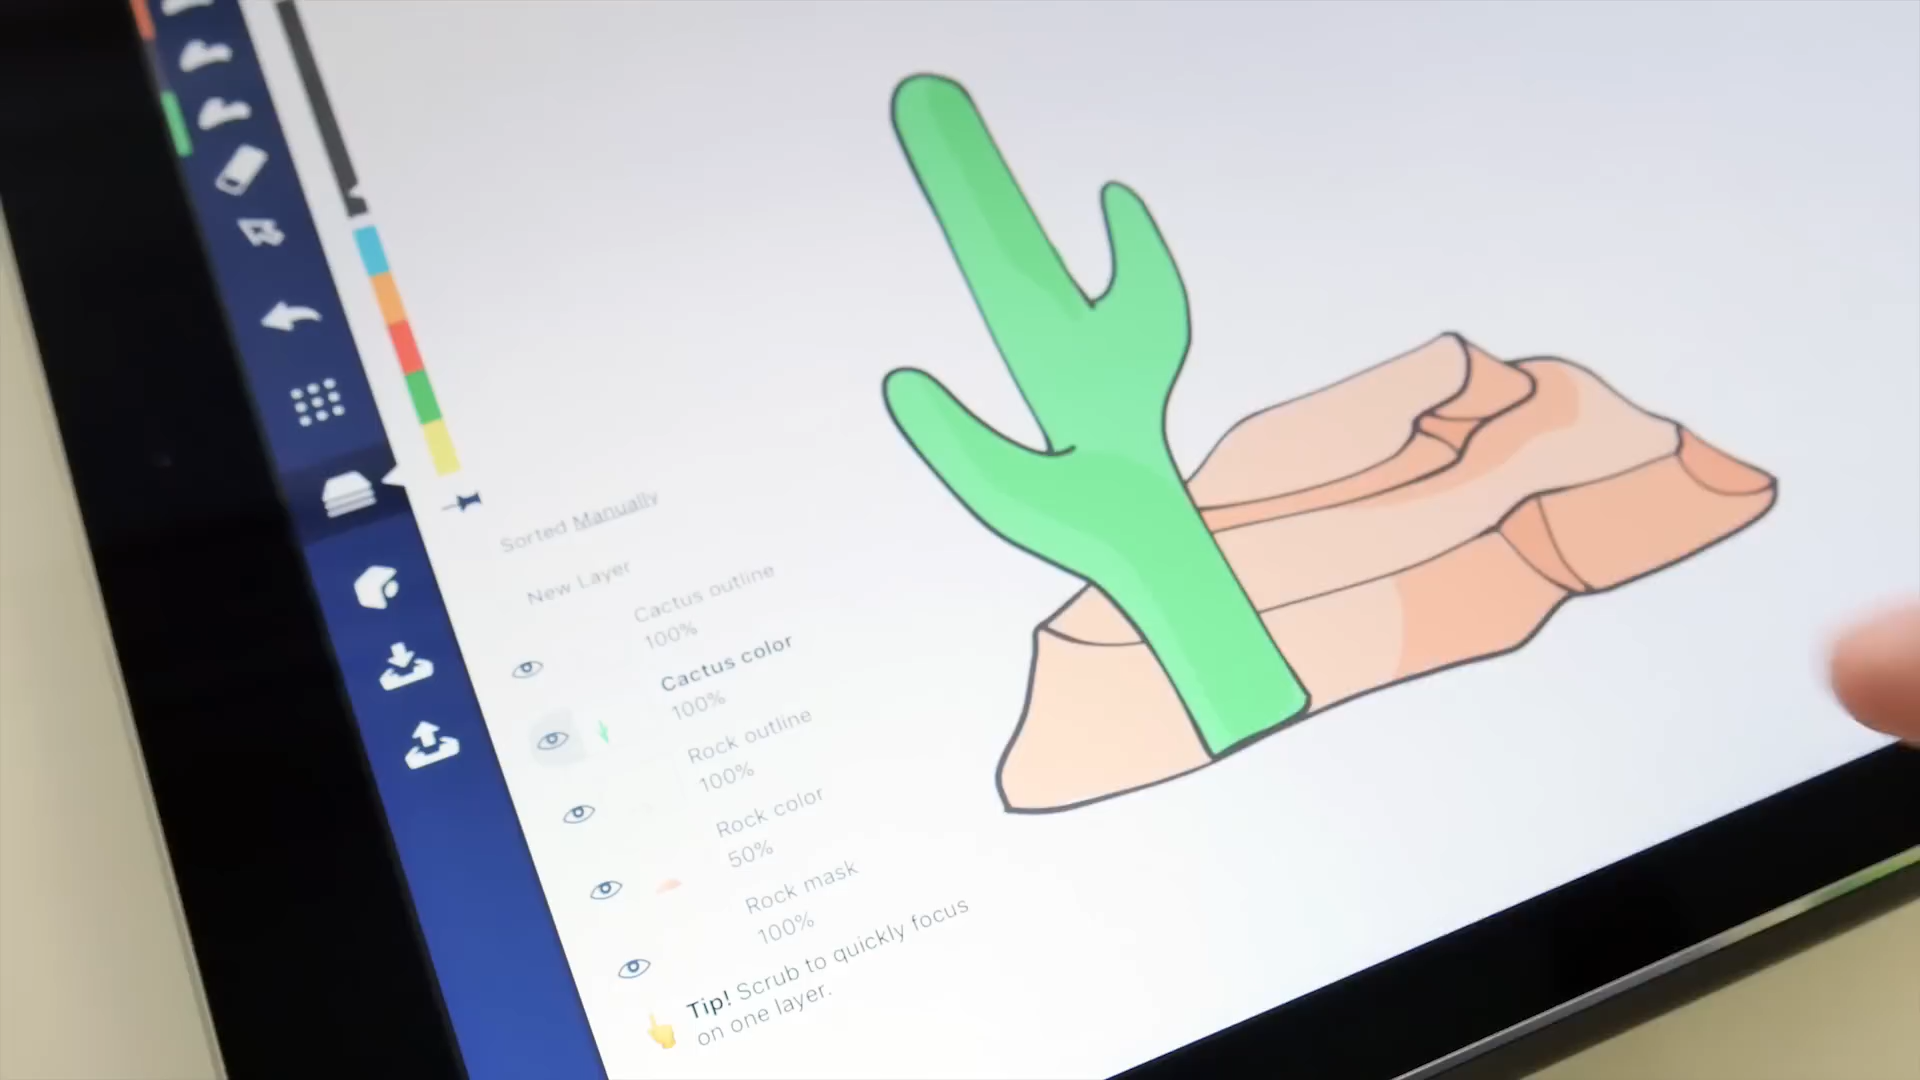 Sorted Manually
New Layer
Cactus outline
100%
Cactus color
100%
Rock outline
100%
Rock color
50%
Rock mask
100%
Tip! Scrub to quickly focus
on one layer.